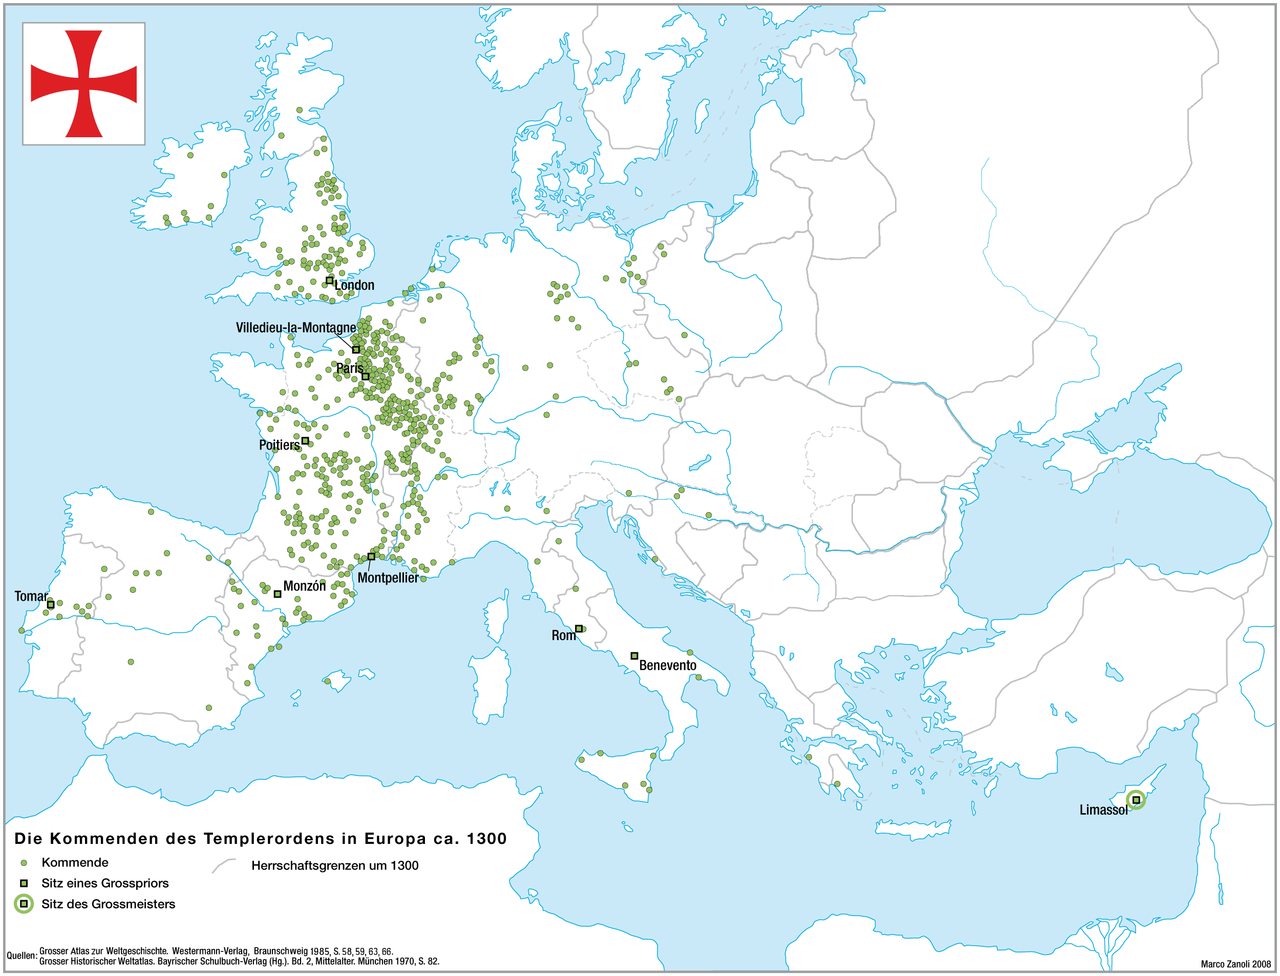 London
Villedieu-la-Montagne
Paris
Poitiers
Montpellier
Monzón
Tomar
Rom
Benevento
Limassol
Die Kommenden des Templerordens in Europa ca. 1300
Kommende
Herrschaftsgrenzen um 1300
Sitz eines Grosspriors
Sitz des Grossmeisters
Quellen: Grosser Atlas zur Weltgeschichte. Westermann-Verlag, Braunschweig 1985, S. 58, 59, 63, 66.
Grosser Historischer Weltatlas. Bayrischer Schulbuch-Verlag (Hg.). Bd. 2, Mittelalter. München 1970, S. 82.
Marco Zanoli 2008